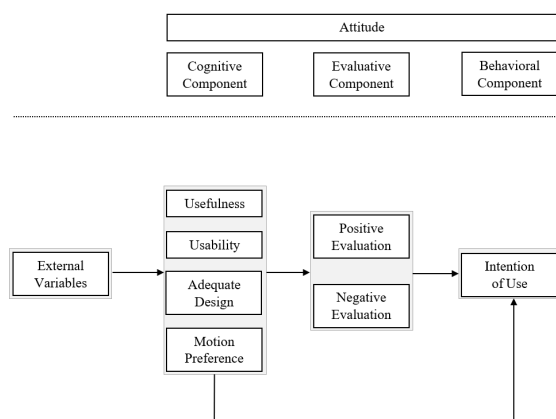 Attitude
Cognitive
Component
Evaluative
Component
Behavioral
Component
External
Variables
Usefulness
Usability
Adequate
Design
Motion
Preference
Positive
Evaluation
Negative
Evaluation
Intention
of Use